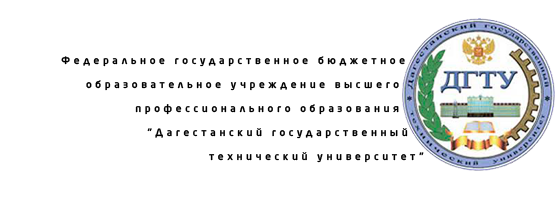 Федеральное государственное бюджетное
образовательное учреждение высшего
профессионального образования
"Дагестанский государственный
технический университет"
Дагестанский государственный
ДГТУ
технический университет